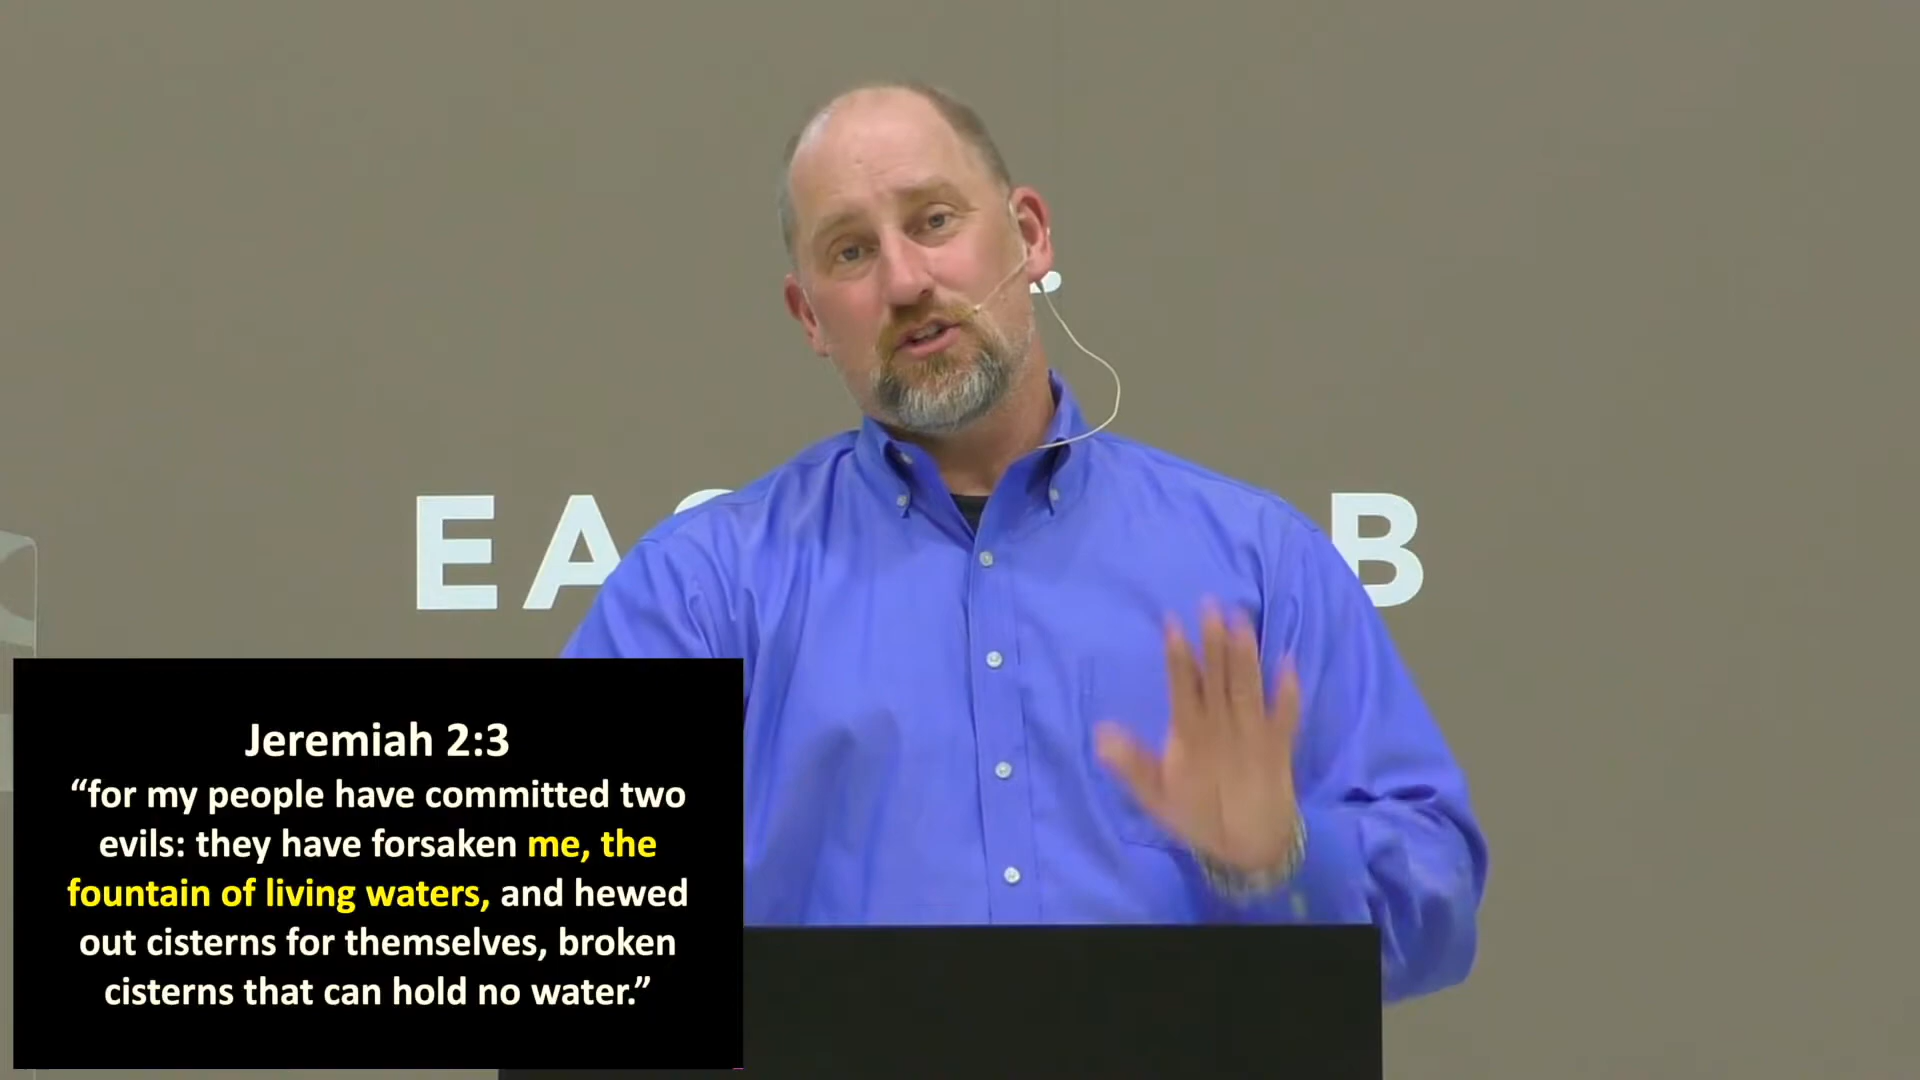 EA B
Jeremiah 2:3
“for my people have committed two
evils: they have forsaken me, the
fountain of living waters, and hewed
out cisterns for themselves, broken
cisterns that can hold no water.”